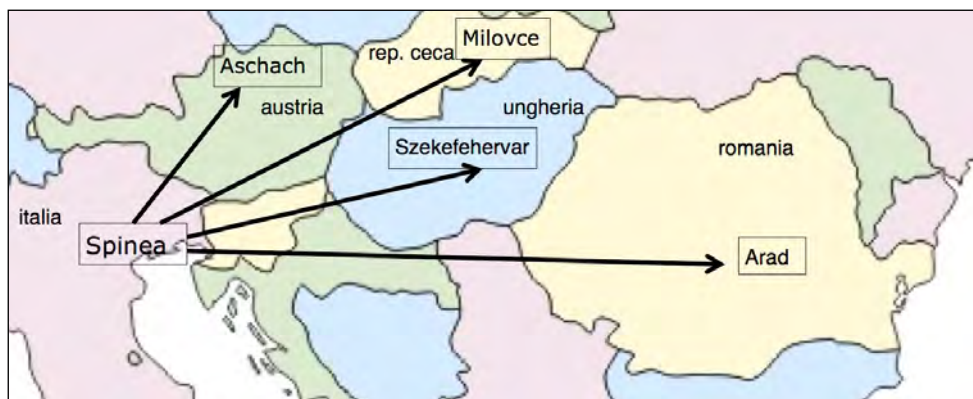 Milovce
rep. ceca
Aschach
austria
ungheria
Szekefehervar
romania
italia
Spinea
Arad